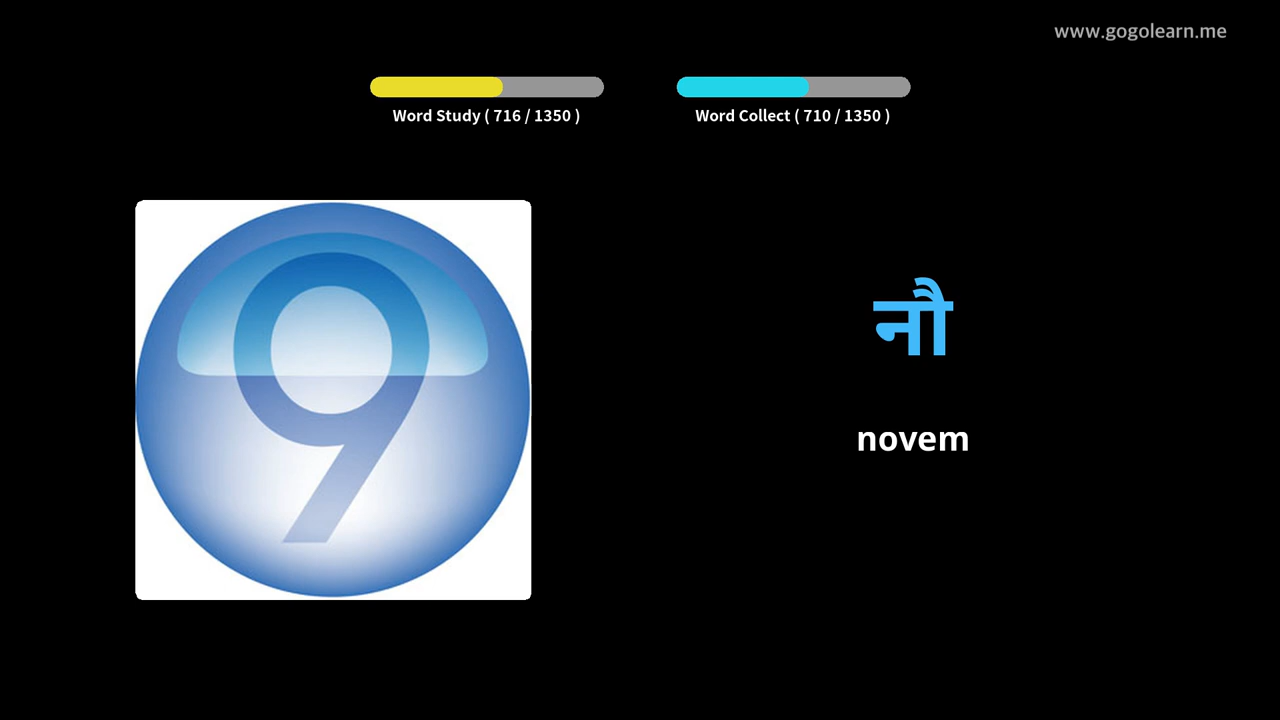 www.gogolearn.me
Word Study ( 716 / 1350 )
Word Collect ( 710 / 1350 )
9
नौ
novem